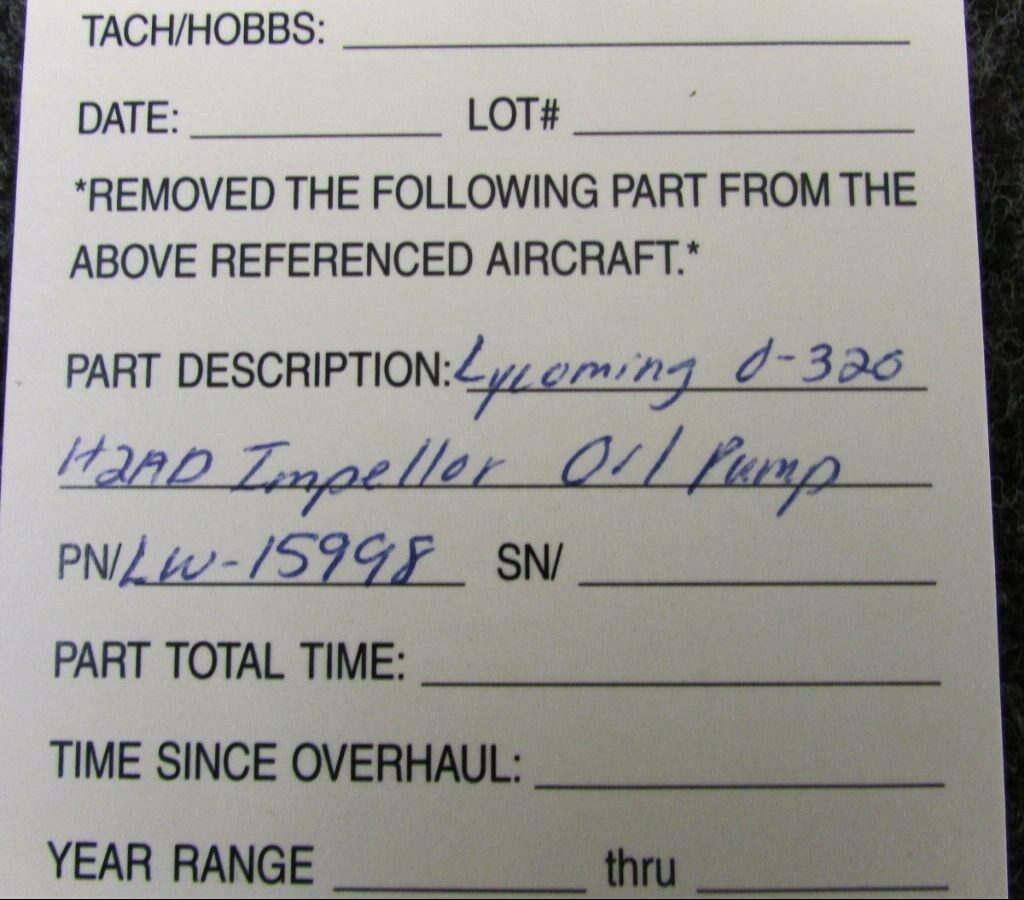 TACH/HOBBS:
DATE: LOT#
*REMOVED THE FOLLOWING PART FROM THE
ABOVE REFERENCED AIRCRAFT.*
PART DESCRIPTION: Lycoming O-320
H2AD Impellor Oil Pump
PN/ LW-15998 SN/
PART TOTAL TIME:
TIME SINCE OVERHAUL:
YEAR RANGE thru